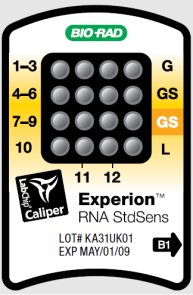 BIO-RAD
1–3 G
4–6 GS
7–9 GS
10 L
11 12
LabChip
Caliper
Experion™
RNA StdSens
LOT# KA31UK01
EXP MAY/01/09
B1